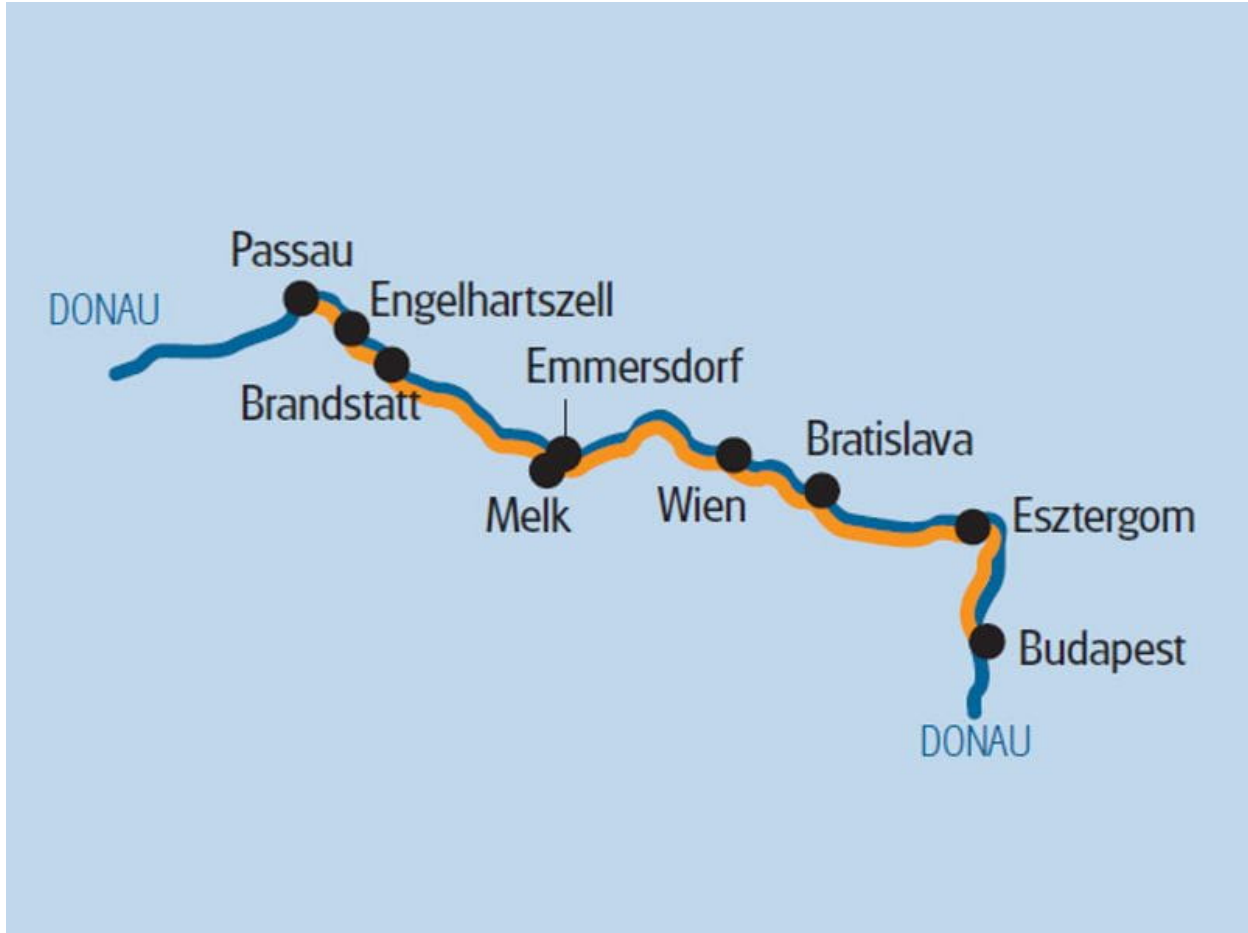 Passau
DONAU
Engelhartszell
Emmersdorf
Brandstatt
Bratislava
Melk
Wien
Esztergom
Budapest
DONAU